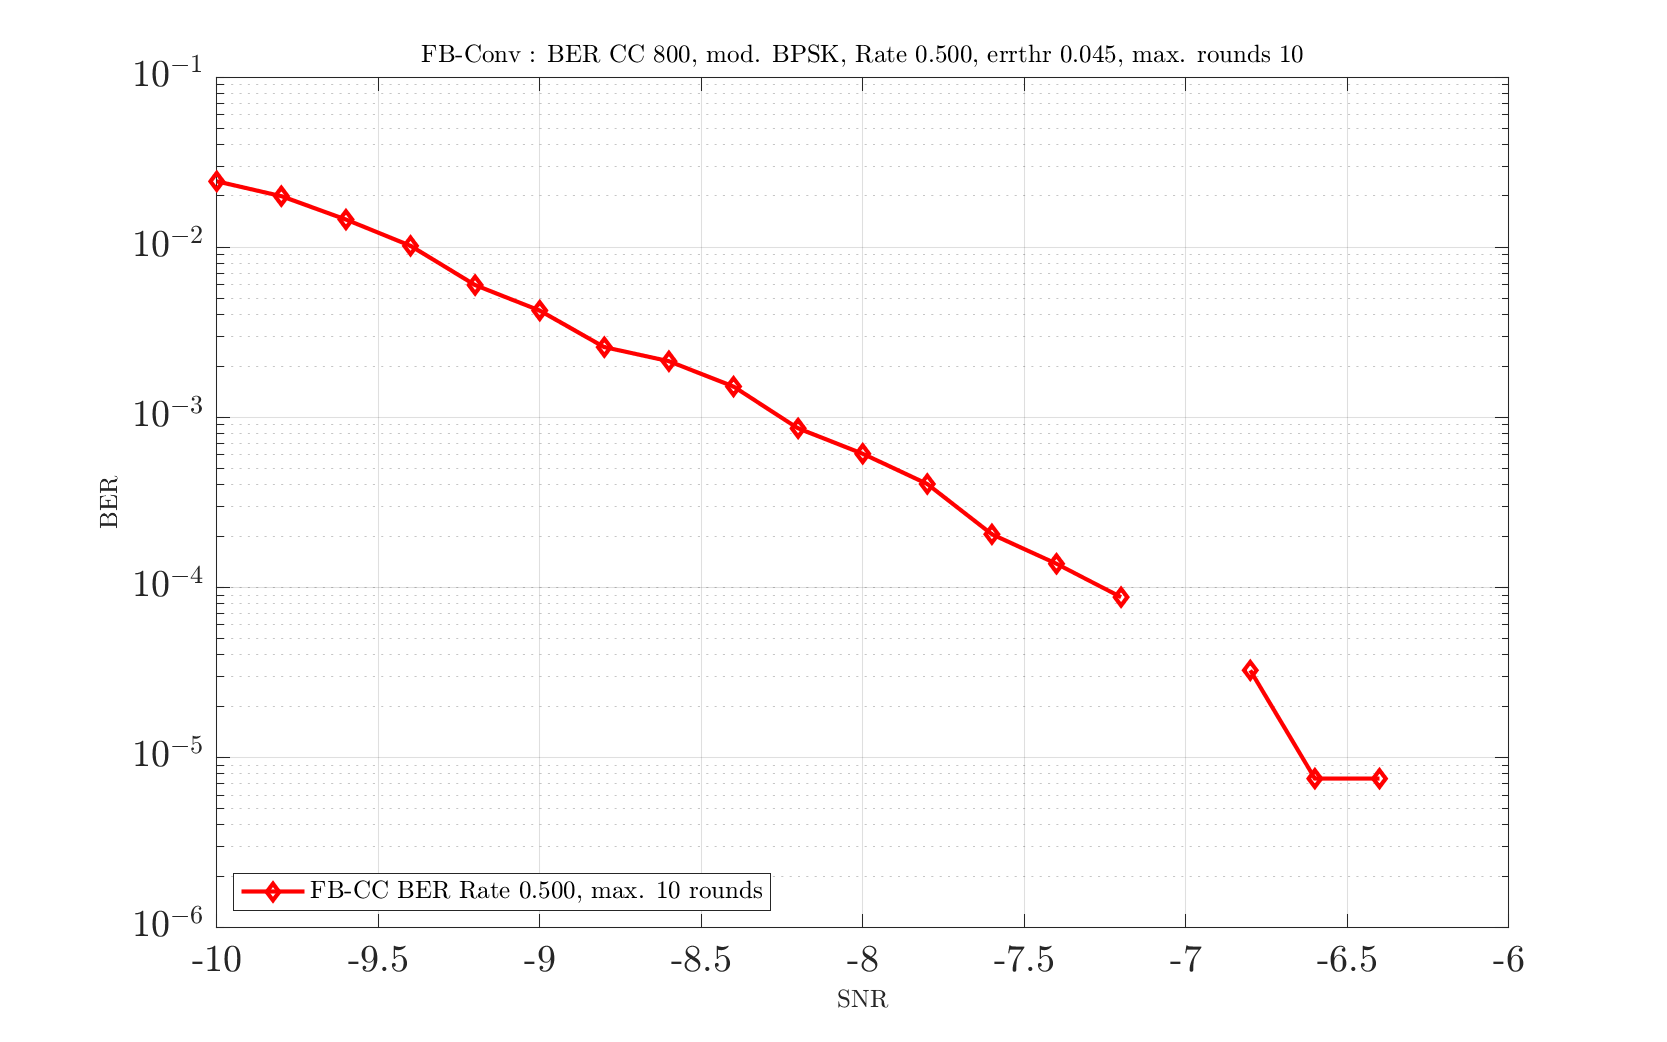 FB-Conv : BER CC 800, mod. BPSK, Rate 0.500, errthr 0.045, max. rounds 10
10^{-1}
10^{-2}
10^{-3}
10^{-4}
10^{-5}
10^{-6}
BER
FB-CC BER Rate 0.500, max. 10 rounds
-10 -9.5 -9 -8.5 -8 -7.5 -7 -6.5 -6
SNR